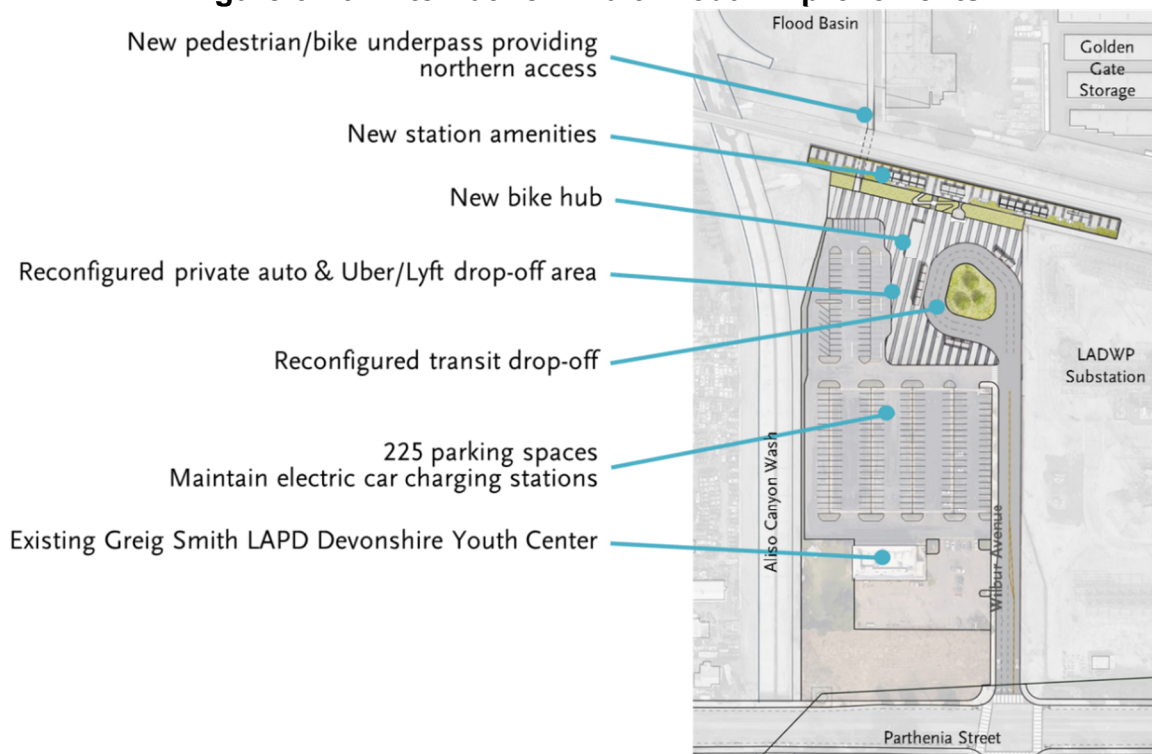 New pedestrian/bike underpass providing
northern access
New station amenities
New bike hub
Reconfigured private auto & Uber/Lyft drop-off area
Reconfigured transit drop-off
225 parking spaces
Maintain electric car charging stations
Existing Greig Smith LAPD Devonshire Youth Center
Flood Basin
Golden
Gate
Storage
LADWP
Substation
Aliso Canyon Wash
Wilbur Avenue
Parthenia Street